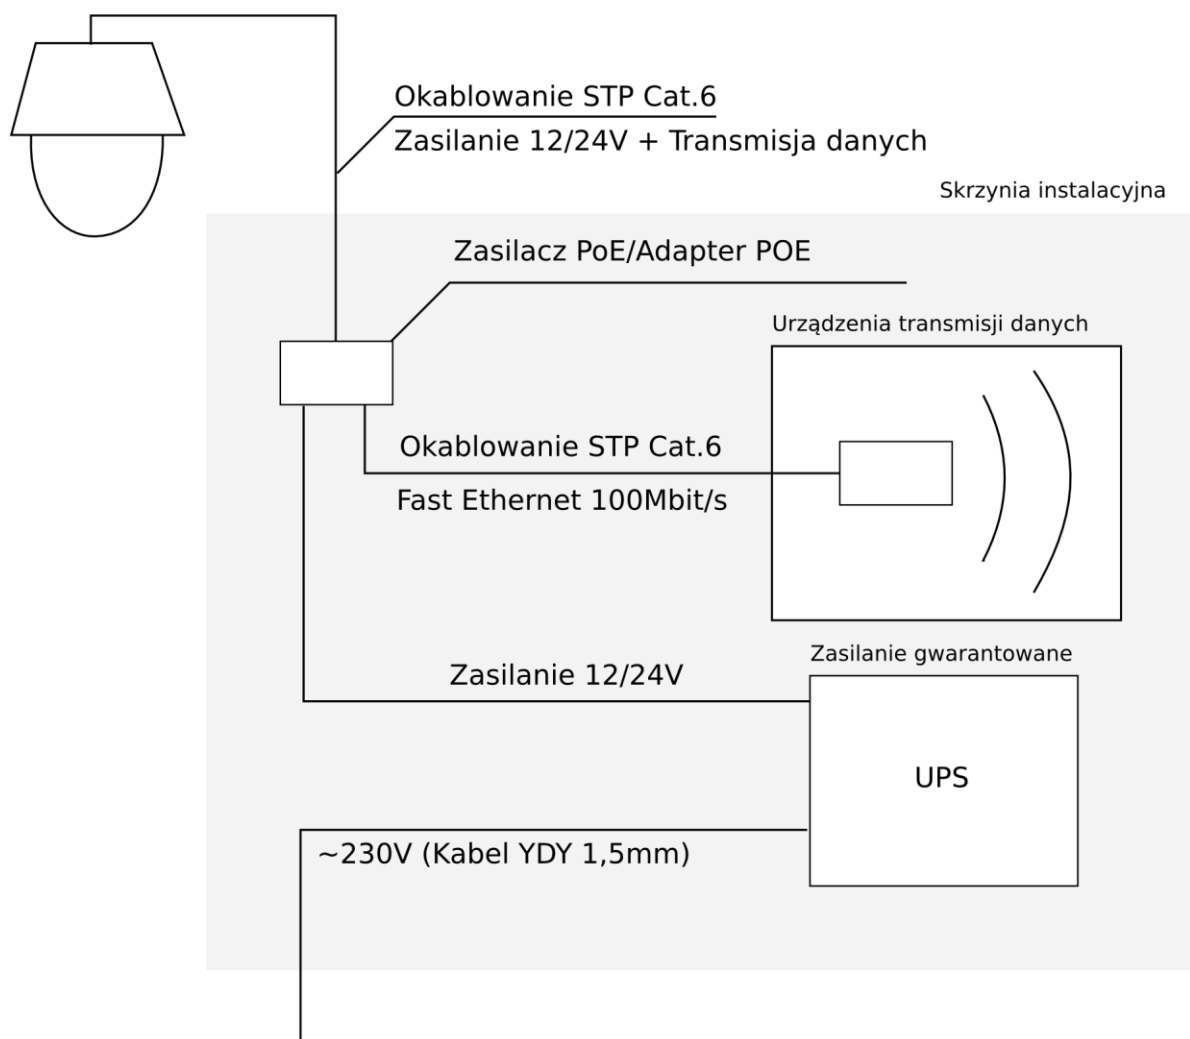 Okablowanie STP Cat.6
Zasilanie 12/24V + Transmisja danych
Skrzynia instalacyjna
Zasilacz PoE/Adapter POE
Urządzenia transmisji danych
Okablowanie STP Cat.6
Fast Ethernet 100Mbit/s
Zasilanie gwarantowane
Zasilanie 12/24V
UPS
~230V (Kabel YDY 1,5mm)